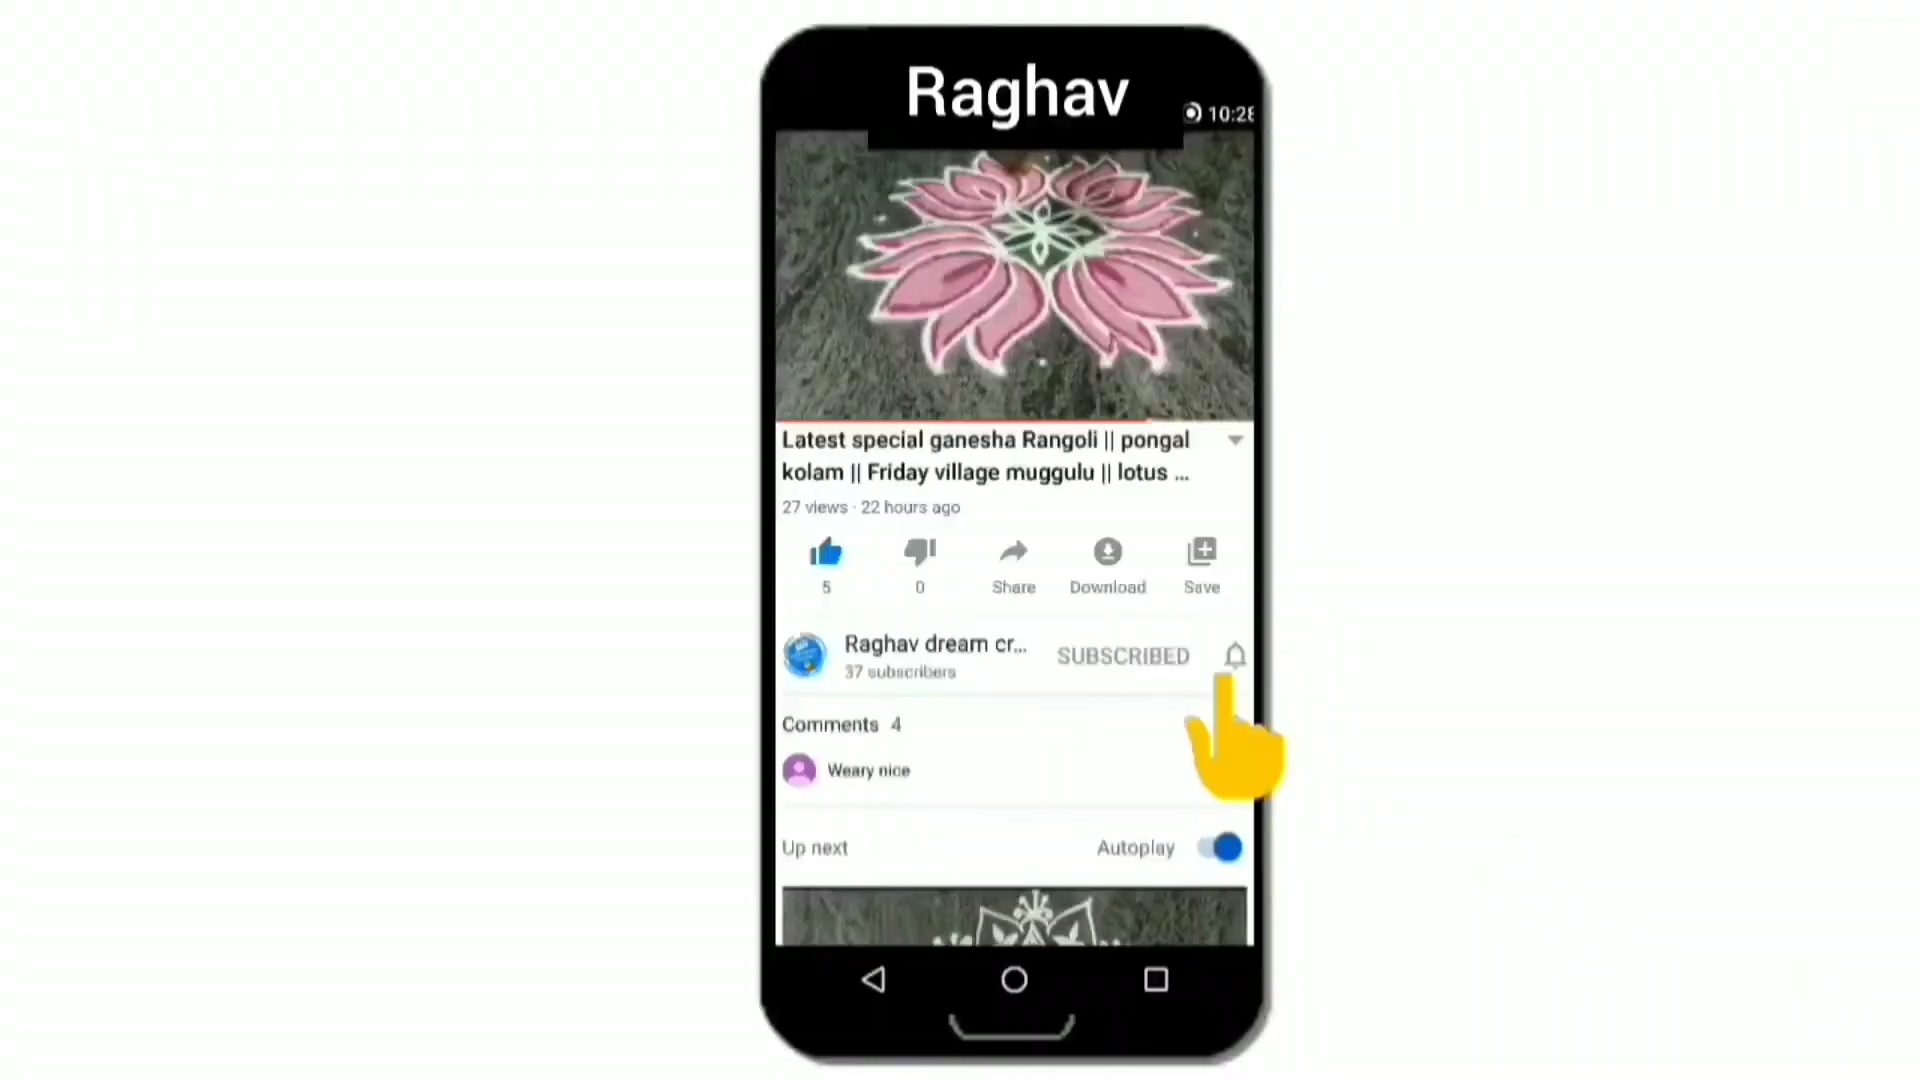 Raghav
10:28
Latest special ganesha Rangoli || pongal
kolam || Friday village muggulu || lotus ...
27 views · 22 hours ago
5
0
Share
Download
Save
Raghav dream cr...
SUBSCRIBED
37 subscribers
Comments 4
Weary nice
Up next
Autoplay